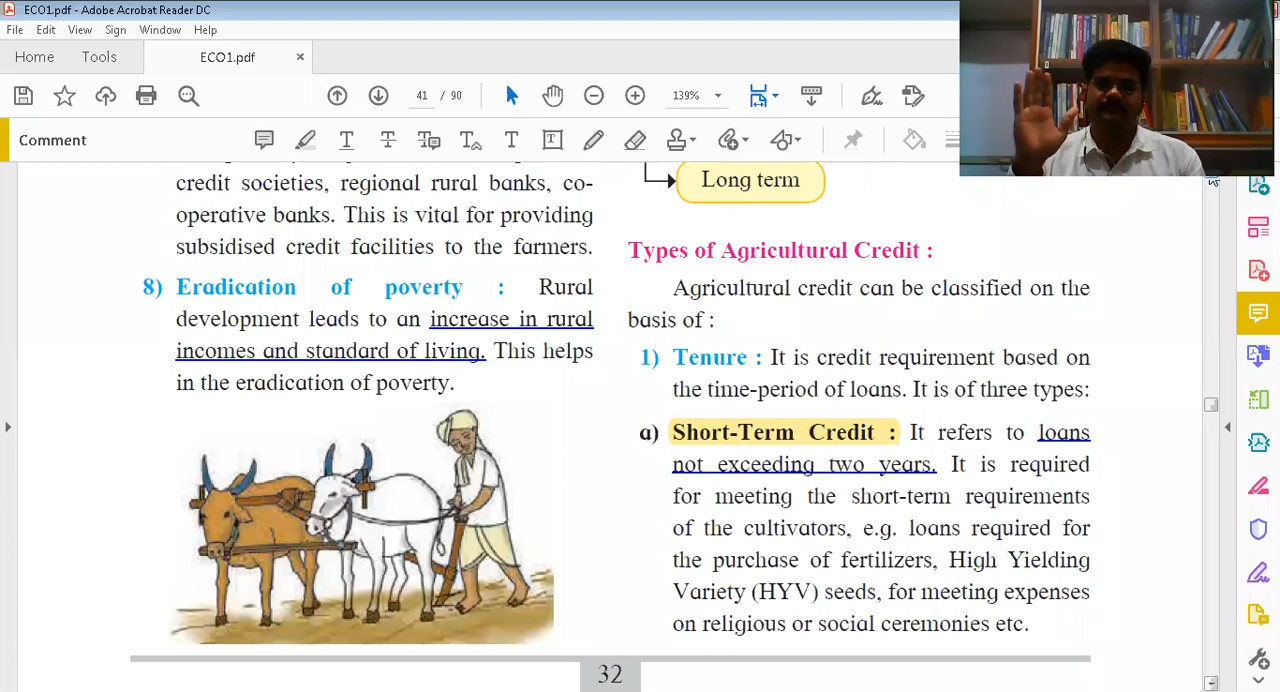 ECO1.pdf - Adobe Acrobat Reader DC
File Edit View Sign Window Help
Home Tools ECO1.pdf ×
41 / 90 139%
Comment
credit societies, regional rural banks, co-
operative banks. This is vital for providing
subsidised credit facilities to the farmers.
8) Eradication of poverty : Rural
development leads to an increase in rural
incomes and standard of living. This helps
in the eradication of poverty.
Long term
Types of Agricultural Credit :
Agricultural credit can be classified on the
basis of :
1) Tenure : It is credit requirement based on
the time-period of loans. It is of three types:
a) Short-Term Credit : It refers to loans
not exceeding two years. It is required
for meeting the short-term requirements
of the cultivators, e.g. loans required for
the purchase of fertilizers, High Yielding
Variety (HYV) seeds, for meeting expenses
on religious or social ceremonies etc.
32